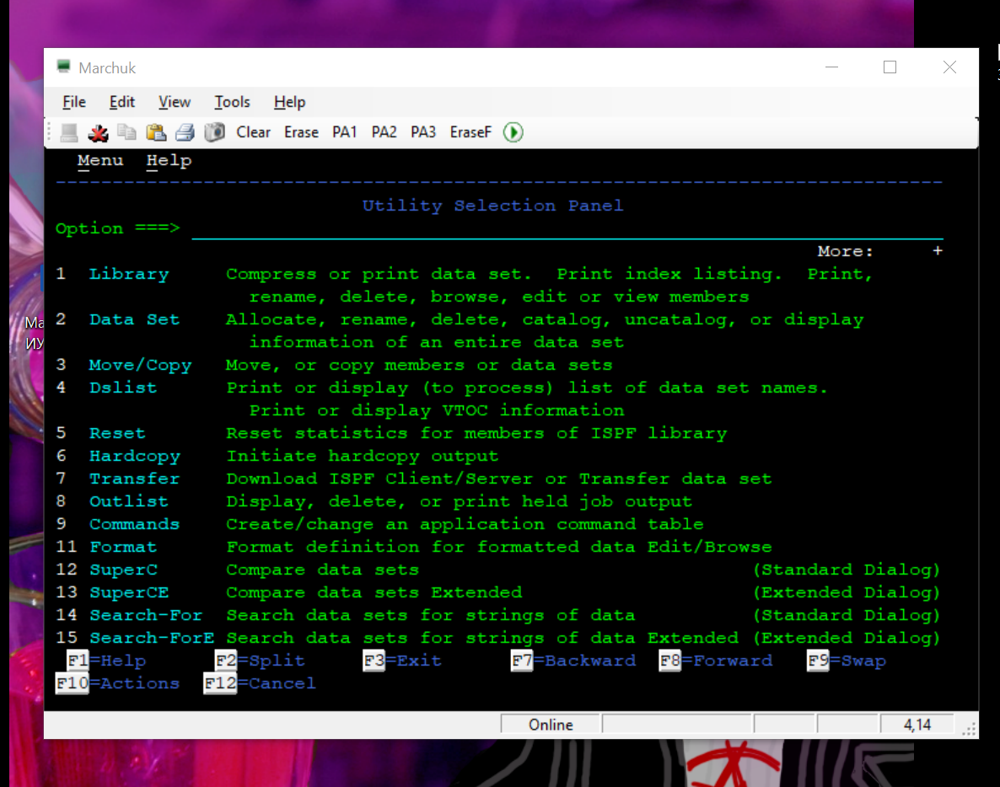 Marchuk
File Edit View Tools Help
Clear Erase PA1 PA2 PA3 EraseF
Menu Help
-------------------------------------------------------------------------------
Utility Selection Panel
Option ===>
More: +
1 Library Compress or print data set. Print index listing. Print,
rename, delete, browse, edit or view members
2 Data Set Allocate, rename, delete, catalog, uncatalog, or display
information of an entire data set
3 Move/Copy Move, or copy members or data sets
4 Dslist Print or display (to process) list of data set names.
Print or display VTOC information
5 Reset Reset statistics for members of ISPF library
6 Hardcopy Initiate hardcopy output
7 Transfer Download ISPF Client/Server or Transfer data set
8 Outlist Display, delete, or print held job output
9 Commands Create/change an application command table
11 Format Format definition for formatted data Edit/Browse
12 SuperC Compare data sets (Standard Dialog)
13 SuperCE Compare data sets Extended (Extended Dialog)
14 Search-For Search data sets for strings of data (Standard Dialog)
15 Search-ForE Search data sets for strings of data Extended (Extended Dialog)
F1=Help F2=Split F3=Exit F7=Backward F8=Forward F9=Swap
F10=Actions F12=Cancel
Online 4,14